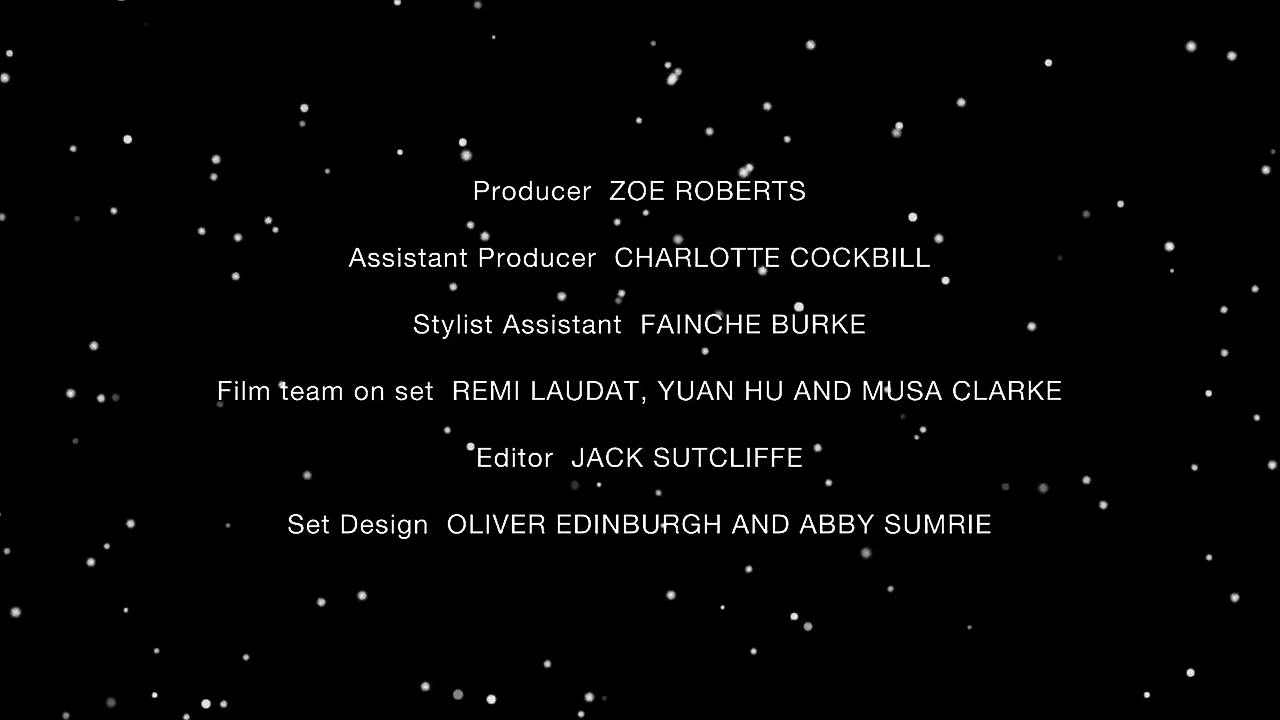 Producer ZOE ROBERTS
Assistant Producer CHARLOTTE COCKBILL
Stylist Assistant FAINCHE BURKE
Film team on set REMI LAUDAT, YUAN HU AND MUSA CLARKE
Editor JACK SUTCLIFFE
Set Design OLIVER EDINBURGH AND ABBY SUMRIE